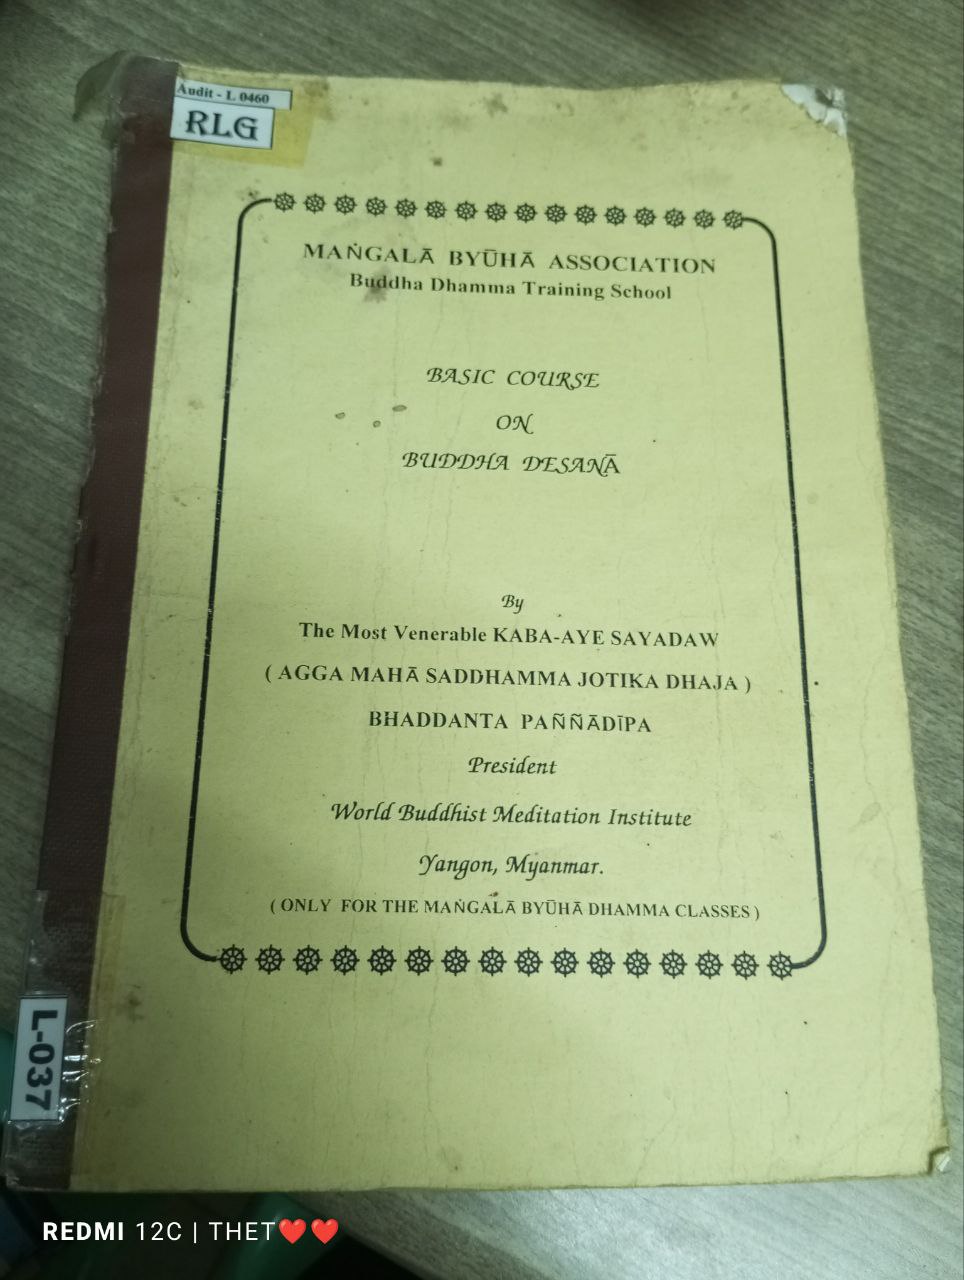 Audit - L 0460
RLG
MAṄGALĀ BYŪHĀ ASSOCIATION
Buddha Dhamma Training School
BASIC COURSE
ON
BUDDHA DESANĀ
By
The Most Venerable KABA-AYE SAYADAW
( AGGA MAHĀ SADDHAMMA JOTIKA DHAJA )
BHADDANTA PAÑÑĀDĪPA
President
World Buddhist Meditation Institute
Yangon, Myanmar.
( ONLY FOR THE MAṄGALĀ BYŪHĀ DHAMMA CLASSES )
L-037
REDMI 12C | THET❤️❤️